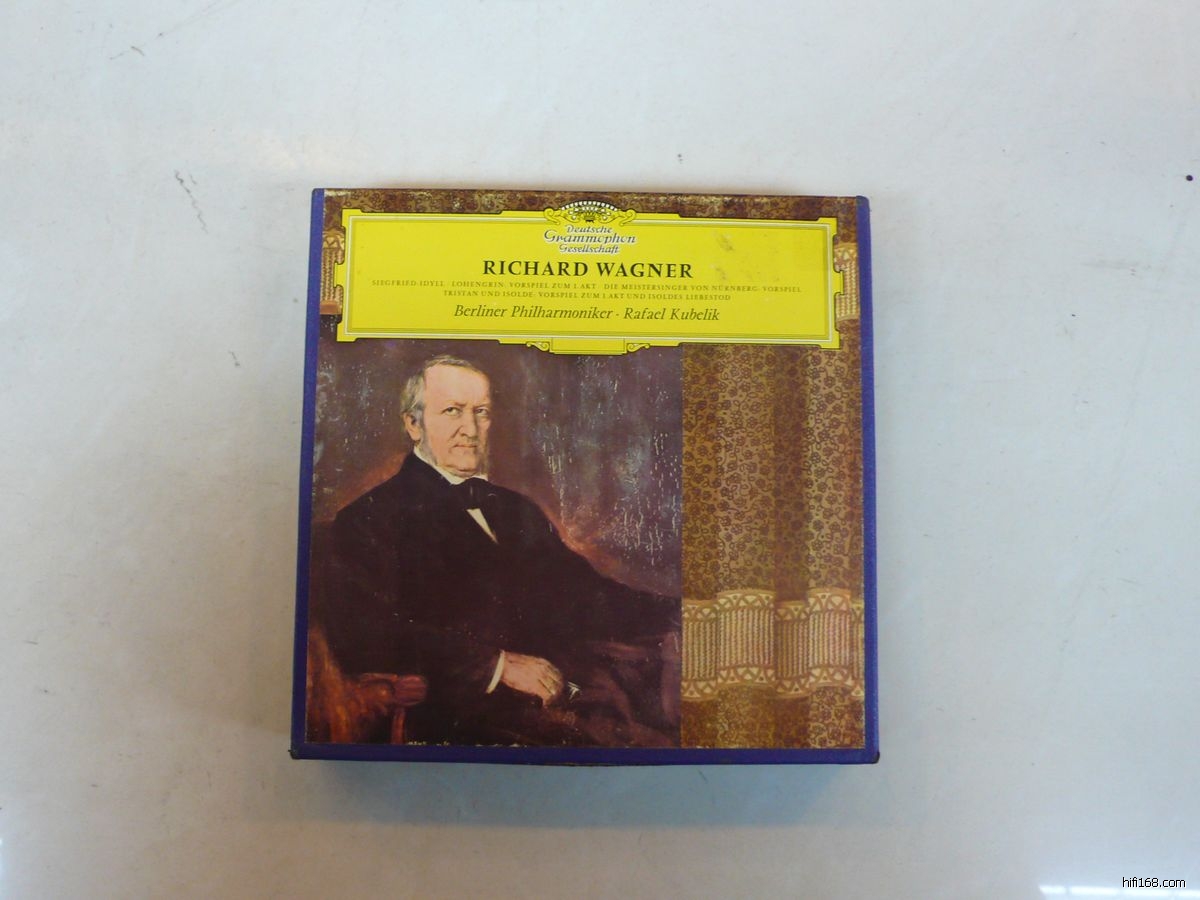 Deutsche
Grammophon
Gesellschaft
RICHARD WAGNER
SIEGFRIED-IDYLL · LOHENGRIN: VORSPIEL ZUM 1. AKT · DIE MEISTERSINGER VON NÜRNBERG: VORSPIEL
TRISTAN UND ISOLDE: VORSPIEL ZUM 1. AKT UND ISOLDES LIEBESTOD
Berliner Philharmoniker · Rafael Kubelik
hifi168.com